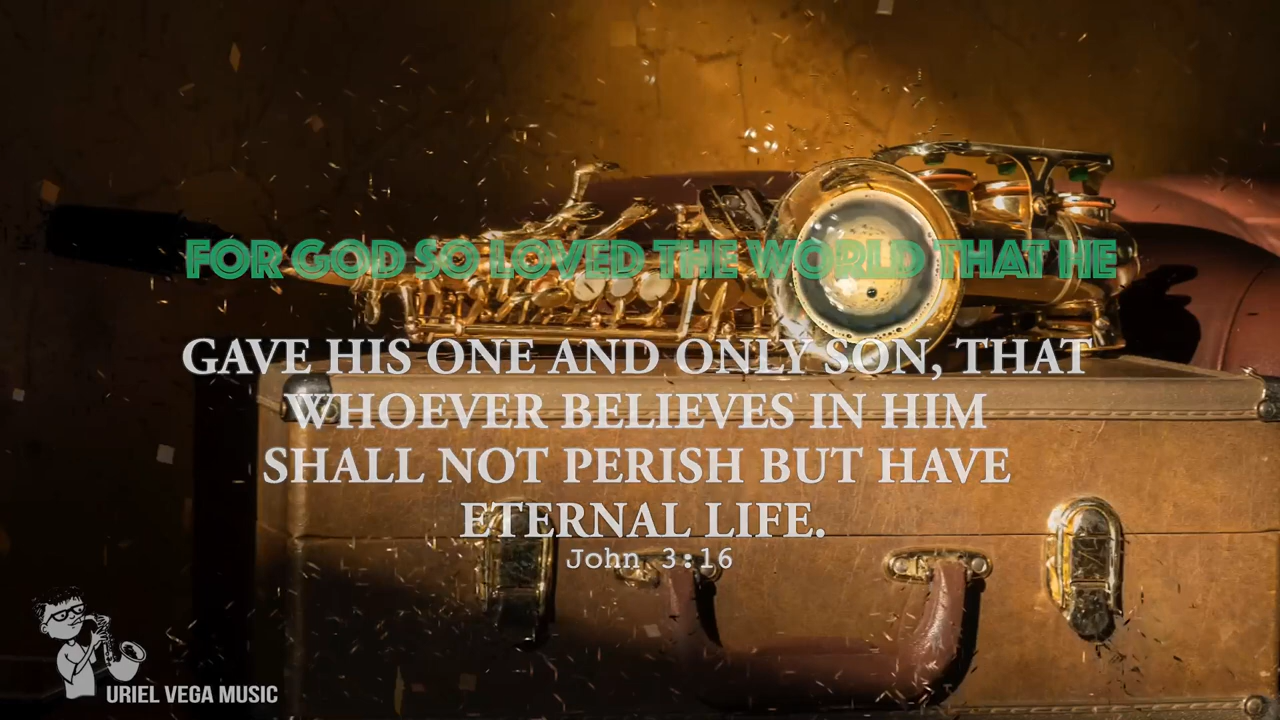 FOR GOD SO LOVED THE WORLD THAT HE
GAVE HIS ONE AND ONLY SON, THAT
WHOEVER BELIEVES IN HIM
SHALL NOT PERISH BUT HAVE
ETERNAL LIFE.
John 3:16
URIEL VEGA MUSIC